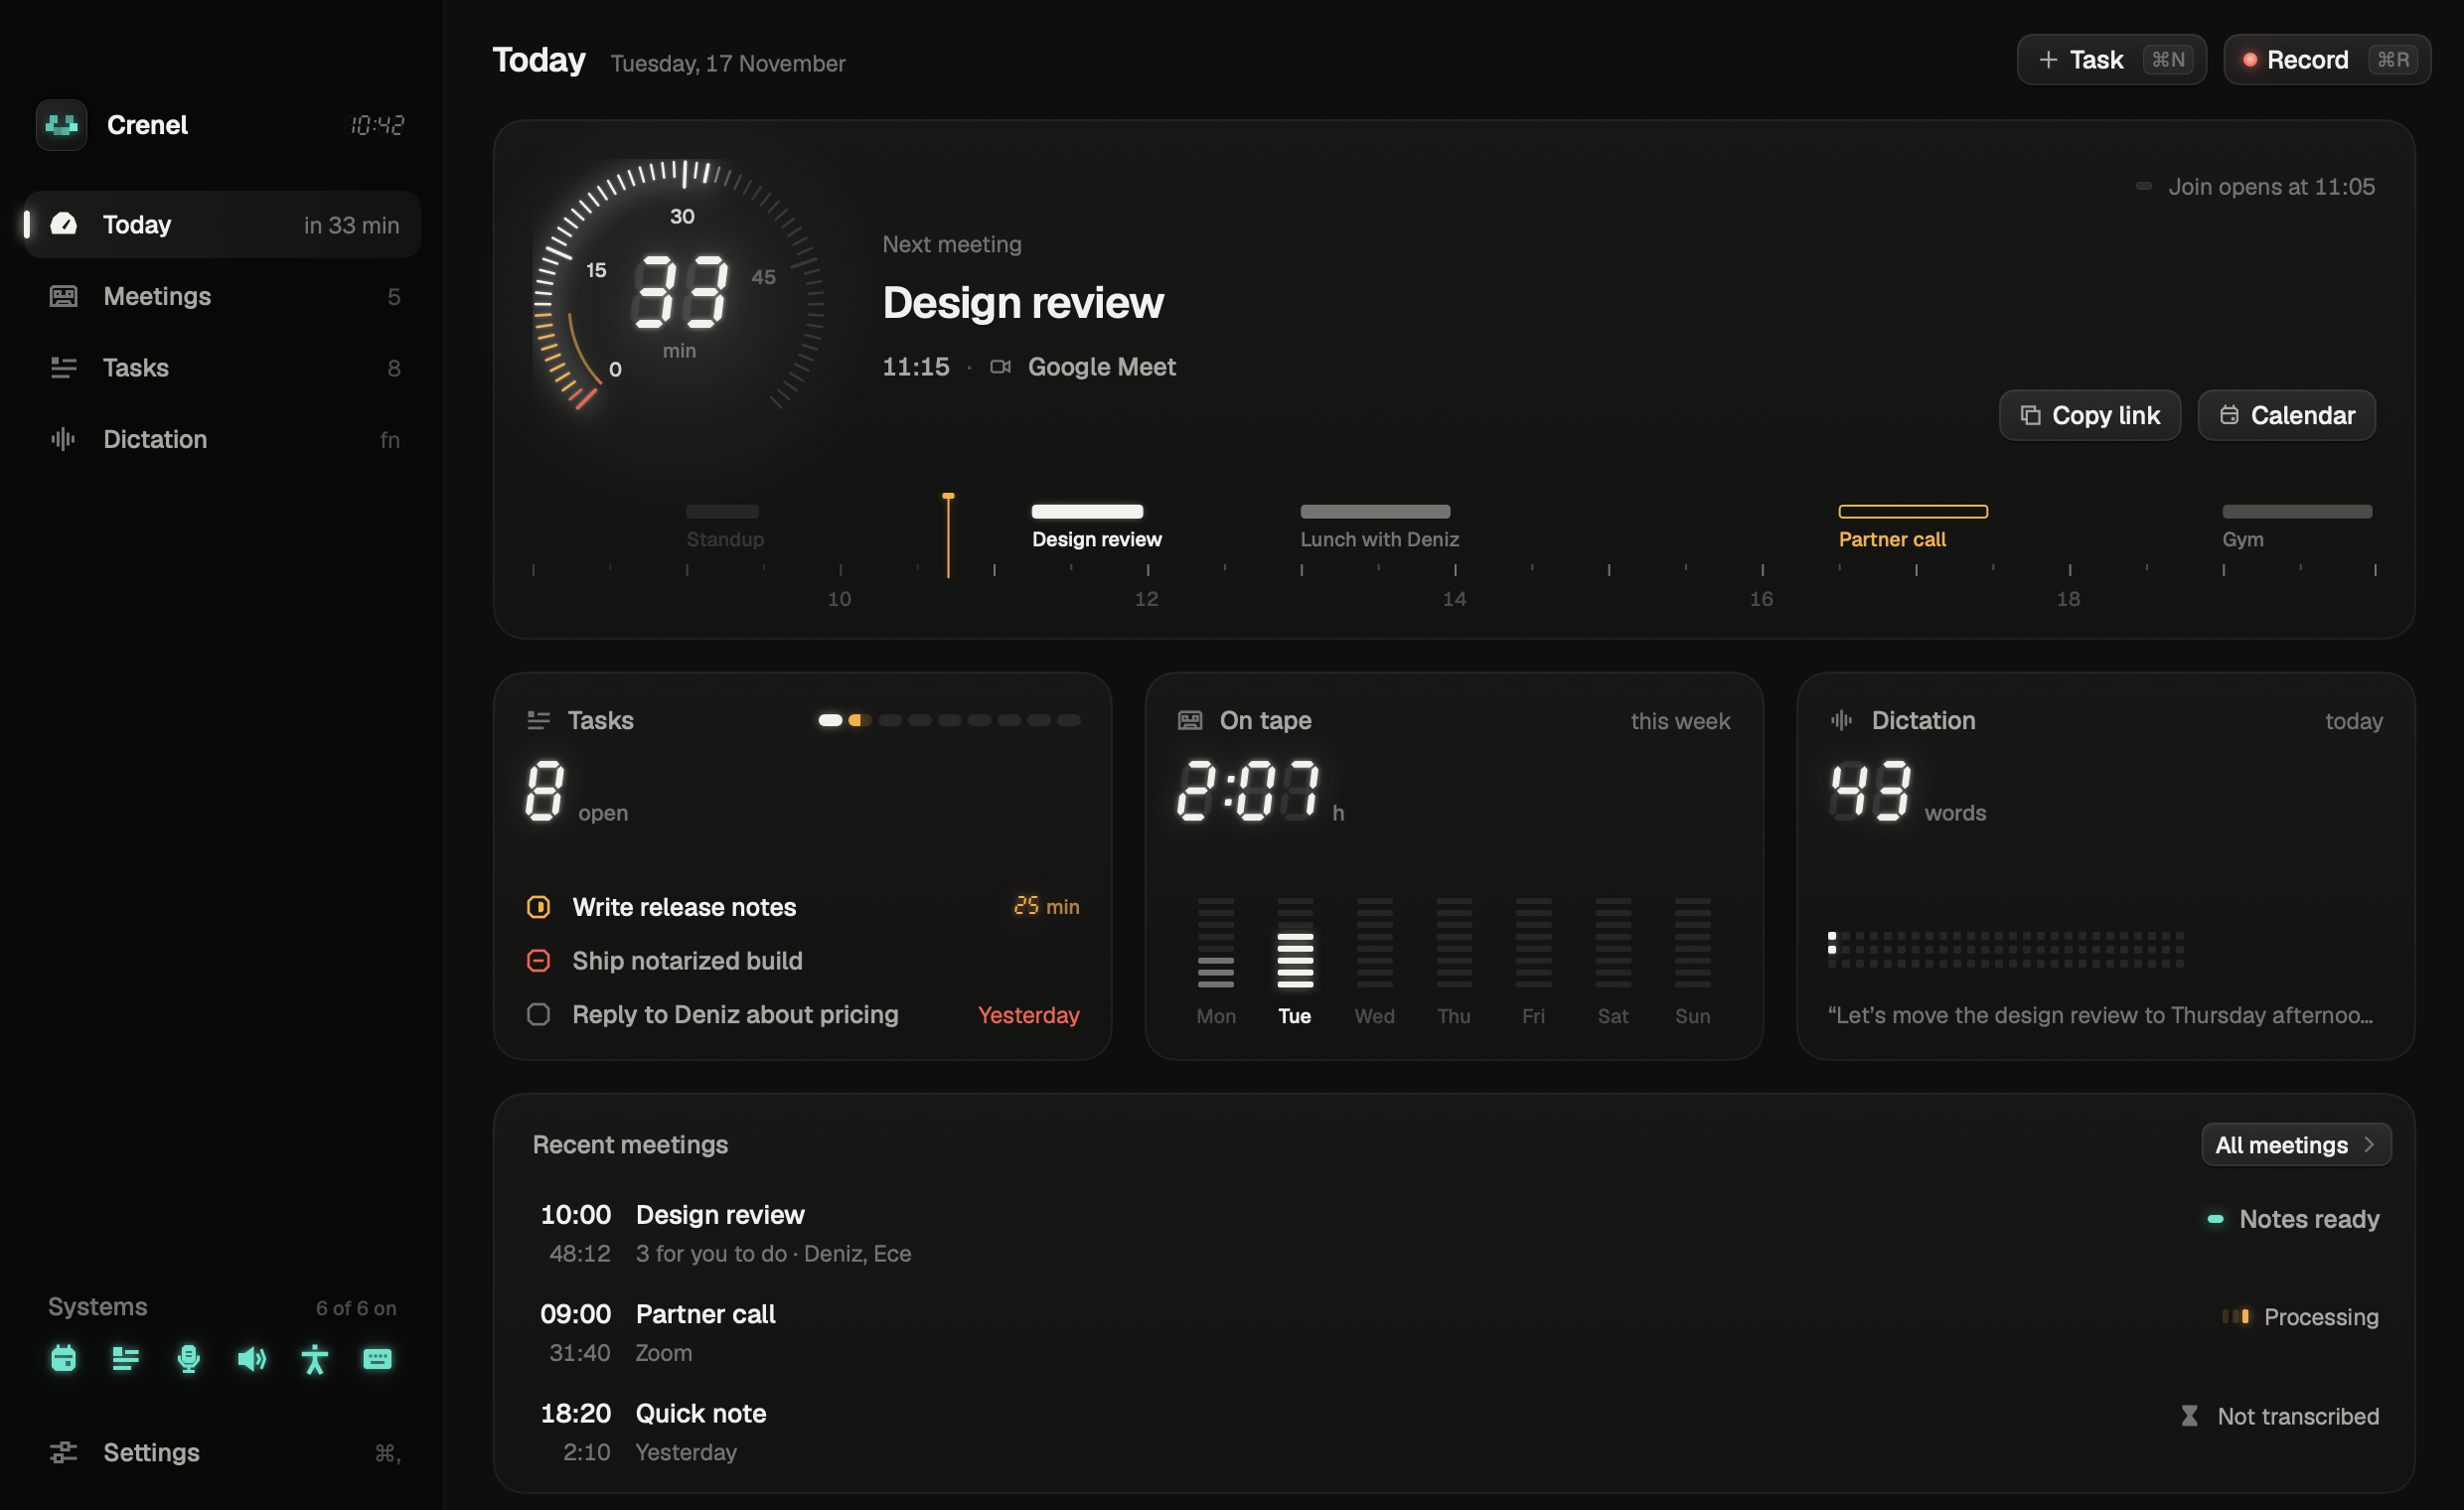 Crenel 10:42
Today in 33 min
Meetings 5
Tasks 8
Dictation fn
Systems 6 of 6 on
Settings ⌘,
Today Tuesday, 17 November
+ Task ⌘N
Record ⌘R
Join opens at 11:05
30
15
45
33
min
0
Next meeting
Design review
11:15 · Google Meet
Copy link
Calendar
Standup
Design review
Lunch with Deniz
Partner call
Gym
10 12 14 16 18
Tasks
8 open
Write release notes 25 min
Ship notarized build
Reply to Deniz about pricing Yesterday
On tape this week
2:07 h
Mon Tue Wed Thu Fri Sat Sun
Dictation today
43 words
“Let’s move the design review to Thursday afternoo…
Recent meetings
All meetings
10:00 Design review
Notes ready
48:12 3 for you to do · Deniz, Ece
09:00 Partner call
Processing
31:40 Zoom
18:20 Quick note
Not transcribed
2:10 Yesterday